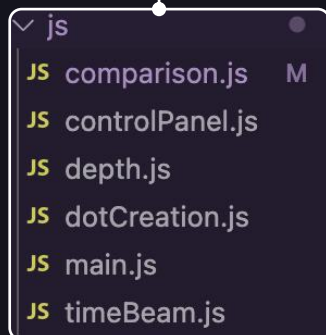 js
JS comparison.js M
JS controlPanel.js
JS depth.js
JS dotCreation.js
JS main.js
JS timeBeam.js